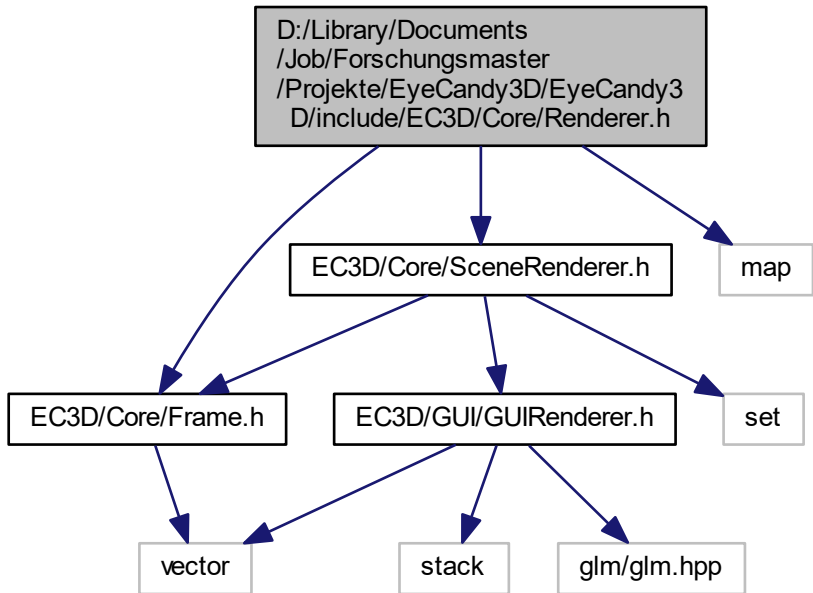 D:/Library/Documents
/Job/Forschungsmaster
/Projekte/EyeCandy3D/EyeCandy3
D/include/EC3D/Core/Renderer.h
EC3D/Core/SceneRenderer.h
map
EC3D/Core/Frame.h
EC3D/GUI/GUIRenderer.h
set
vector
stack
glm/glm.hpp